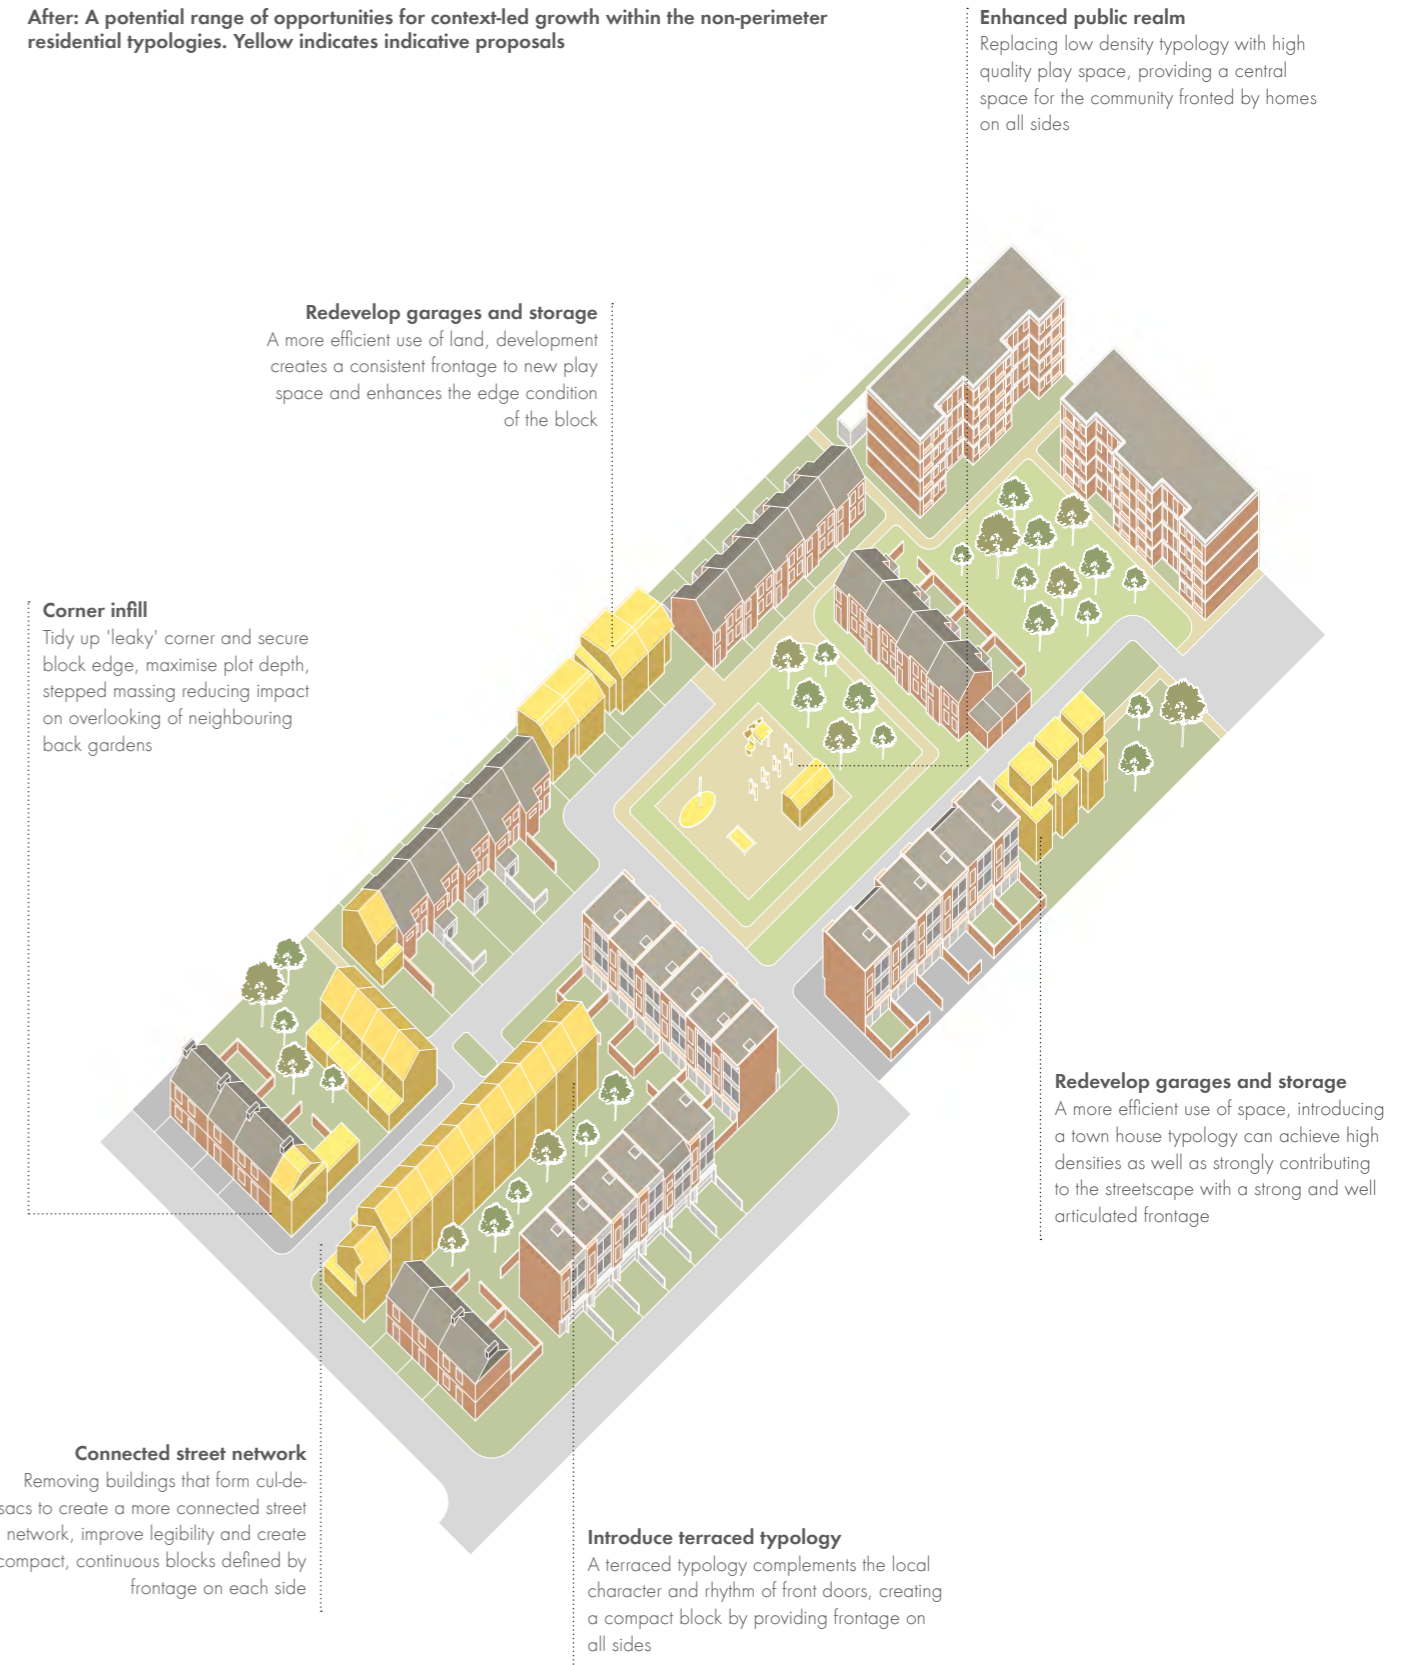 After: A potential range of opportunities for context-led growth within the non-perimeter
residential typologies. Yellow indicates indicative proposals
Enhanced public realm
Replacing low density typology with high
quality play space, providing a central
space for the community fronted by homes
on all sides
Redevelop garages and storage
A more efficient use of land, development
creates a consistent frontage to new play
space and enhances the edge condition
of the block
Corner infill
Tidy up 'leaky' corner and secure
block edge, maximise plot depth,
stepped massing reducing impact
on overlooking of neighbouring
back gardens
Redevelop garages and storage
A more efficient use of space, introducing
a town house typology can achieve high
densities as well as strongly contributing
to the streetscape with a strong and well
articulated frontage
Connected street network
Removing buildings that form cul-de-
sacs to create a more connected street
network, improve legibility and create
compact, continuous blocks defined by
frontage on each side
Introduce terraced typology
A terraced typology complements the local
character and rhythm of front doors, creating
a compact block by providing frontage on
all sides